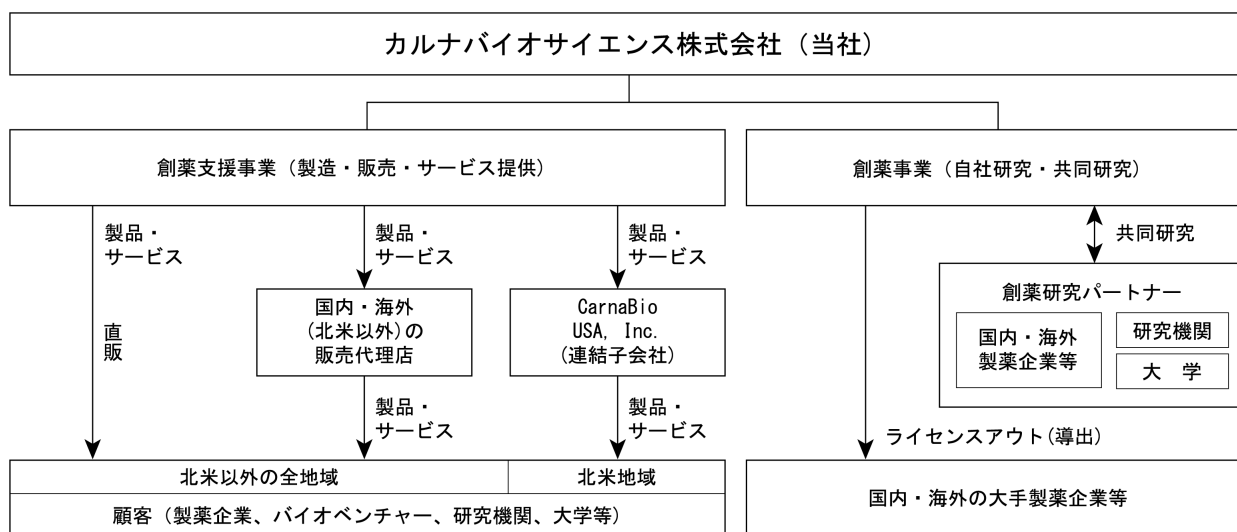 カルナバイオサイエンス株式会社（当社）
創薬支援事業（製造・販売・サービス提供）
創薬事業（自社研究・共同研究）
製品・
サービス
製品・
サービス
製品・
サービス
共同研究
直販
国内・海外
(北米以外)の
販売代理店
CarnaBio
USA, Inc.
(連結子会社)
創薬研究パートナー
国内・海外
製薬企業等
研究機関
大　学
製品・
サービス
製品・
サービス
ライセンスアウト(導出)
北米以外の全地域
北米地域
顧客（製薬企業、バイオベンチャー、研究機関、大学等）
国内・海外の大手製薬企業等